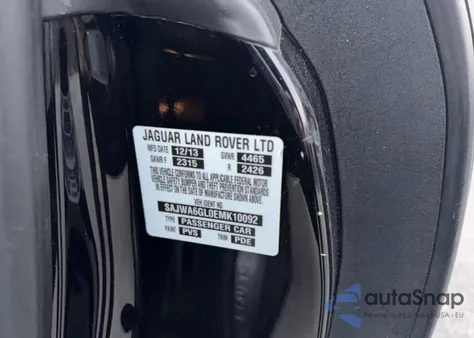 JAGUAR LAND ROVER LTD
MFD DATE 12/13 GVWR 4465
GAWR F 2315 R 2426
THIS VEHICLE CONFORMS TO ALL APPLICABLE FEDERAL MOTOR
VEHICLE SAFETY BUMPER AND THEFT PREVENTION STANDARDS
IN EFFECT ON THE DATE OF MANUFACTURE SHOWN ABOVE
VEH IDENT NO
SAJWA6GL0EMK10092
TYPE PASSENGER CAR
PAINT PVS TRIM PDE
autoSnap
USA i EU